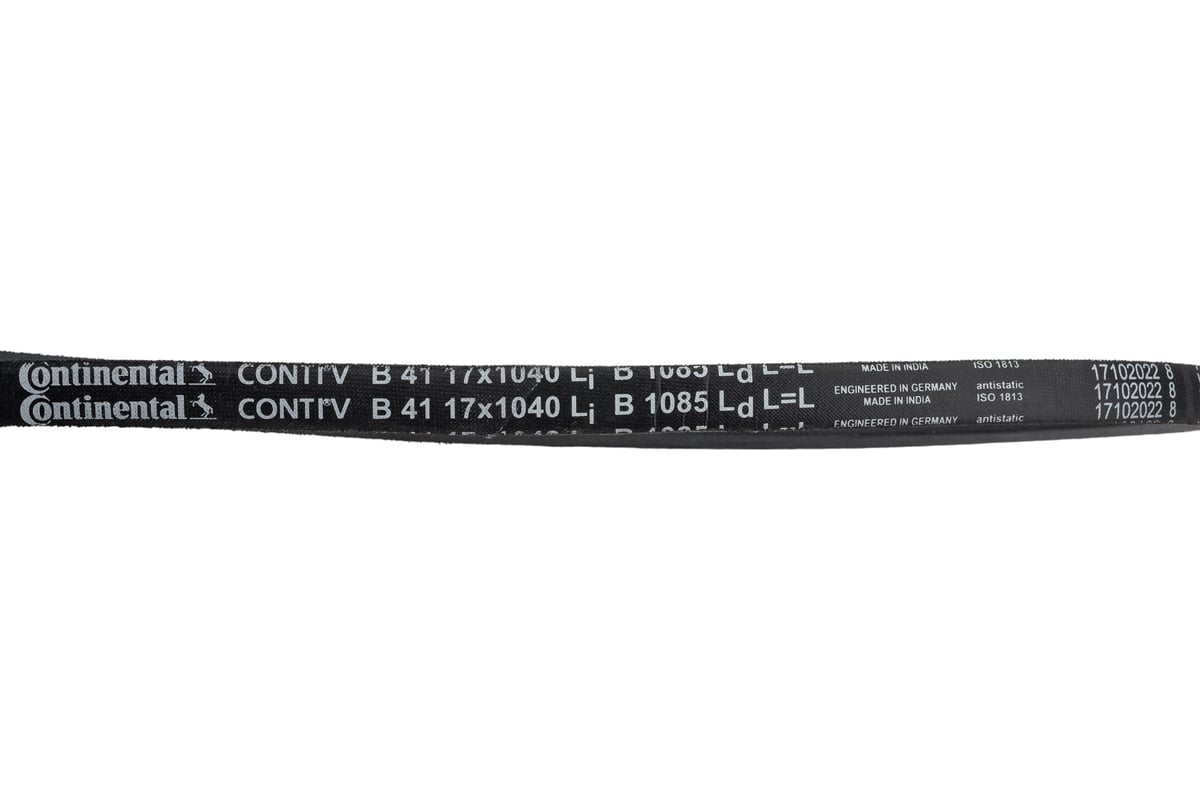 Continental CONTI®V B 41 17x1040 Li B 1085 Ld L=L MADE IN INDIA ISO 1813 17102022 8
Continental CONTI®V B 41 17x1040 Li B 1085 Ld L=L ENGINEERED IN GERMANY antistatic 17102022 8
MADE IN INDIA ISO 1813
ENGINEERED IN GERMANY antistatic 17102022 8